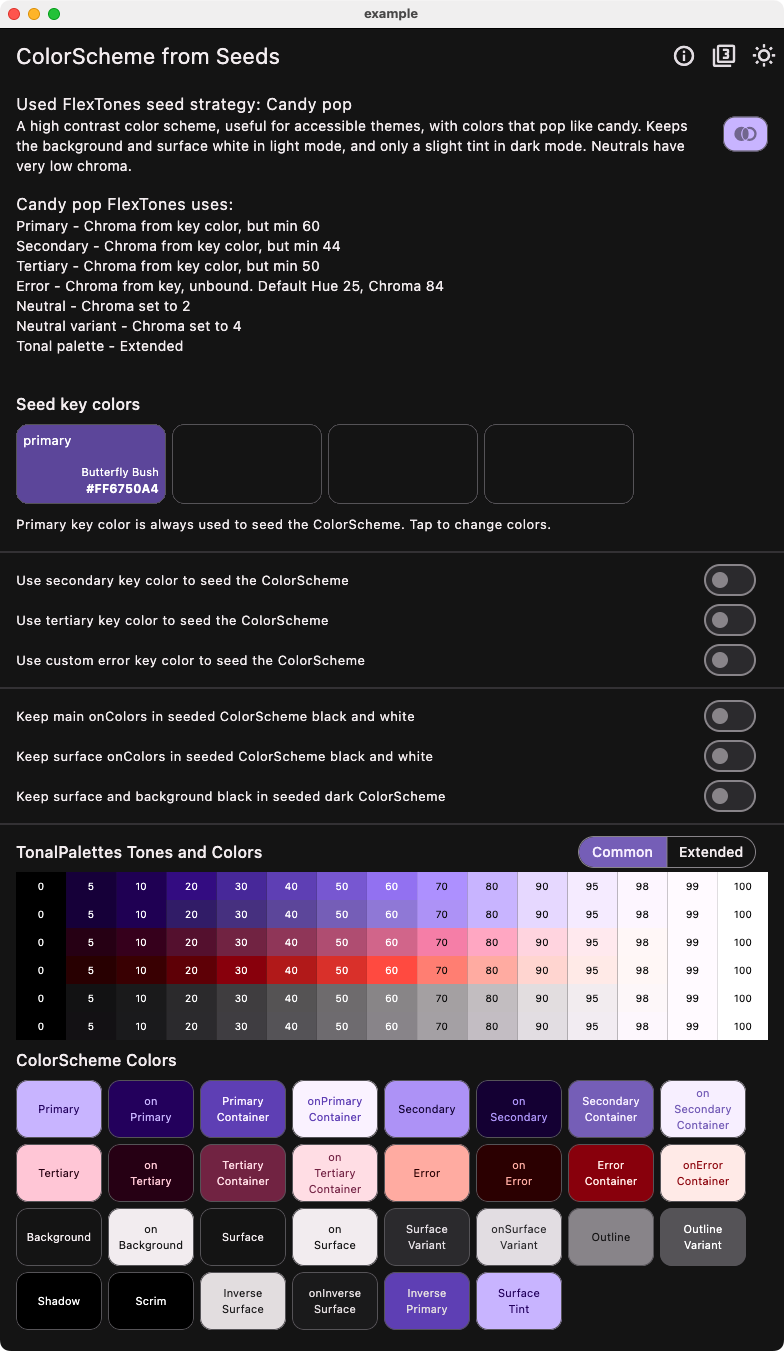 example
ColorScheme from Seeds
3
Used FlexTones seed strategy: Candy pop
A high contrast color scheme, useful for accessible themes, with colors that pop like candy. Keeps
the background and surface white in light mode, and only a slight tint in dark mode. Neutrals have
very low chroma.
Candy pop FlexTones uses:
Primary - Chroma from key color, but min 60
Secondary - Chroma from key color, but min 44
Tertiary - Chroma from key color, but min 50
Error - Chroma from key, unbound. Default Hue 25, Chroma 84
Neutral - Chroma set to 2
Neutral variant - Chroma set to 4
Tonal palette - Extended
Seed key colors
primary
Butterfly Bush
#FF6750A4
Primary key color is always used to seed the ColorScheme. Tap to change colors.
Use secondary key color to seed the ColorScheme
Use tertiary key color to seed the ColorScheme
Use custom error key color to seed the ColorScheme
Keep main onColors in seeded ColorScheme black and white
Keep surface onColors in seeded ColorScheme black and white
Keep surface and background black in seeded dark ColorScheme
TonalPalettes Tones and Colors
Common Extended
0 5 10 20 30 40 50 60 70 80 90 95 98 99 100
0 5 10 20 30 40 50 60 70 80 90 95 98 99 100
0 5 10 20 30 40 50 60 70 80 90 95 98 99 100
0 5 10 20 30 40 50 60 70 80 90 95 98 99 100
0 5 10 20 30 40 50 60 70 80 90 95 98 99 100
0 5 10 20 30 40 50 60 70 80 90 95 98 99 100
ColorScheme Colors
Primary
on
Primary
Primary
Container
onPrimary
Container
Secondary
on
Secondary
Secondary
Container
on
Secondary
Container
Tertiary
on
Tertiary
Tertiary
Container
on
Tertiary
Container
Error
on
Error
Error
Container
onError
Container
Background
on
Background
Surface
on
Surface
Surface
Variant
onSurface
Variant
Outline
Outline
Variant
Shadow
Scrim
Inverse
Surface
onInverse
Surface
Inverse
Primary
Surface
Tint